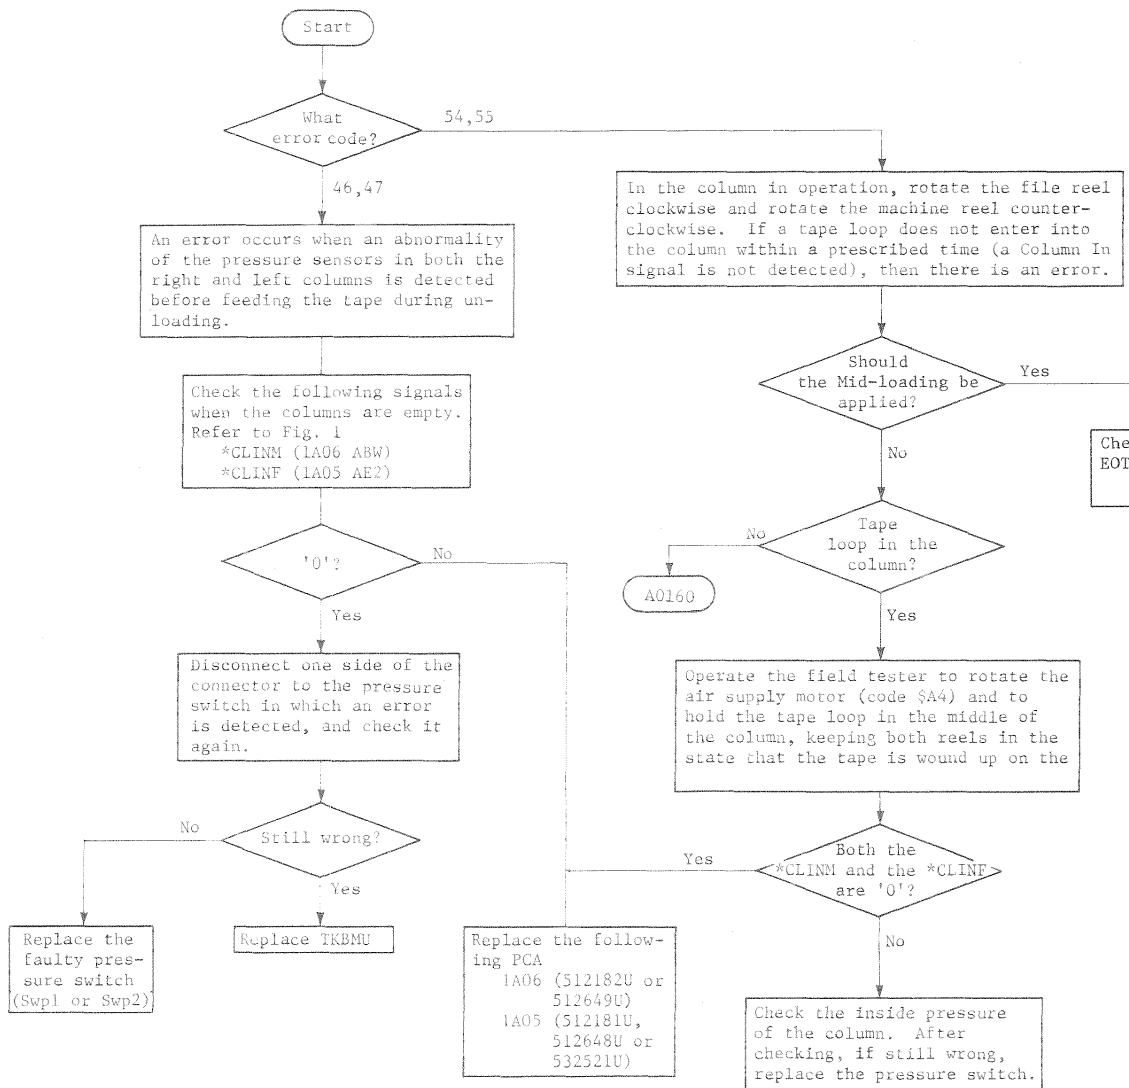 Start
What
error code?
54,55
46,47
An error occurs when an abnormality
of the pressure sensors in both the
right and left columns is detected
before feeding the tape during un-
loading.
Check the following signals
when the columns are empty.
Refer to Fig. 1
*CLINM (1A06 ABW)
*CLINF (1A05 AE2)
'0'?
No
Yes
Disconnect one side of the
connector to the pressure
switch in which an error
is detected, and check it
again.
Still wrong?
No
Yes
Replace the
faulty pres-
sure switch
(Swp1 or Swp2)
Replace TKBMU
Replace the follow-
ing PCA
1A06 (512182U or
512649U)
1A05 (512181U,
512648U or
532521U)
In the column in operation, rotate the file reel
clockwise and rotate the machine reel counter-
clockwise. If a tape loop does not enter into
the column within a prescribed time (a Column In
signal is not detected), then there is an error.
Should
the Mid-loading be
applied?
Yes
Che
EOT
No
Tape
loop in the
column?
No
A0160
Yes
Operate the field tester to rotate the
air supply motor (code $A4) and to
hold the tape loop in the middle of
the column, keeping both reels in the
state that the tape is wound up on the
Both the
*CLINM and the *CLINF
are '0'?
Yes
No
Check the inside pressure
of the column. After
checking, if still wrong,
replace the pressure switch.